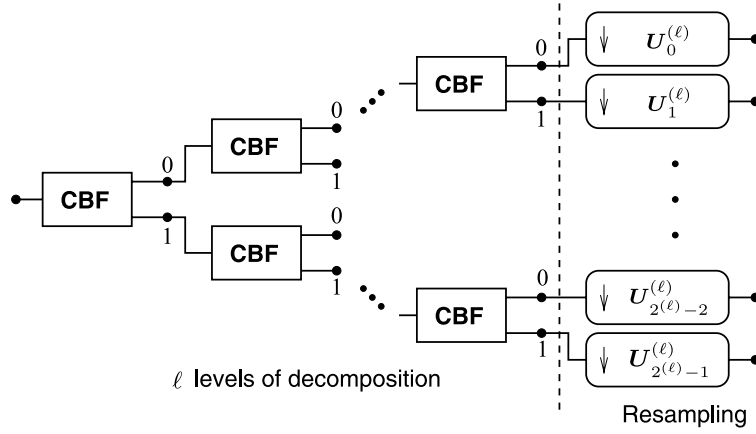 0
↓ U_0^{(ℓ)}
CBF
↓ U_1^{(ℓ)}
1
0
CBF
1
0
CBF
1
0
CBF
1
0
↓ U_{2^{(ℓ)}-2}^{(ℓ)}
CBF
1
↓ U_{2^{(ℓ)}-1}^{(ℓ)}
ℓ levels of decomposition
Resampling